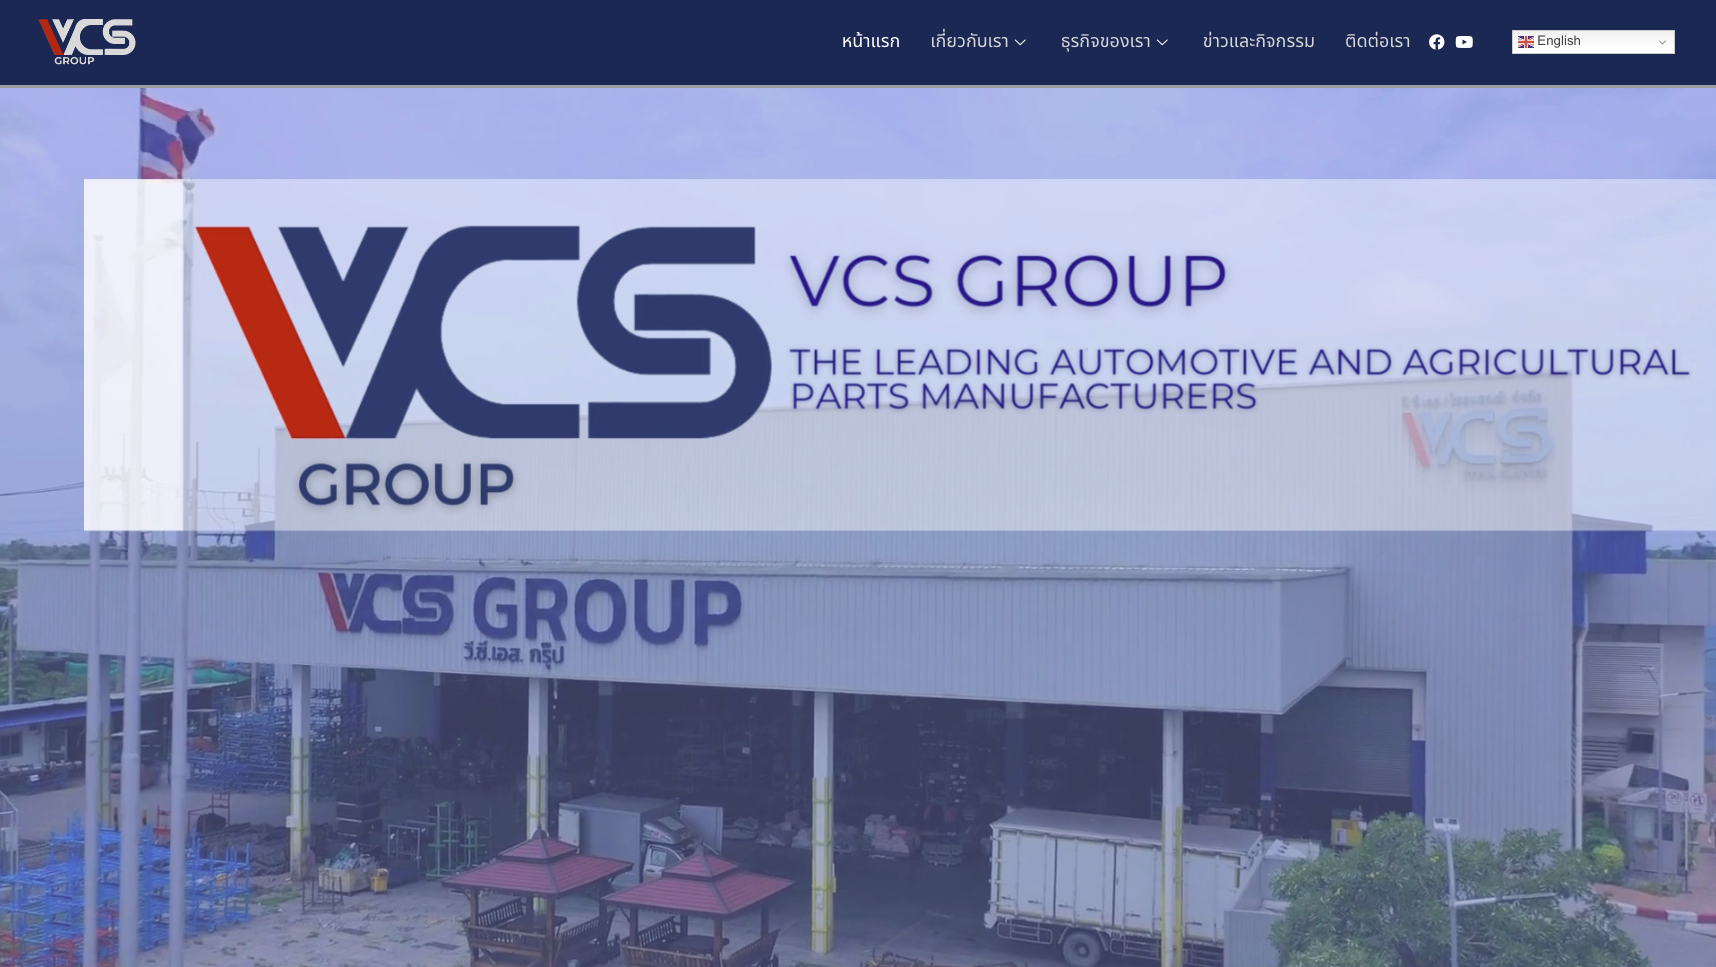 VCS
GROUP
หน้าแรก
เกี่ยวกับเรา
ธุรกิจของเรา
ข่าวและกิจกรรม
ติดต่อเรา
English
VCS
GROUP
VCS GROUP
THE LEADING AUTOMOTIVE AND AGRICULTURAL
PARTS MANUFACTURERS
VCS
VCS GROUP
วี.ซี.เอส. กรุ๊ป